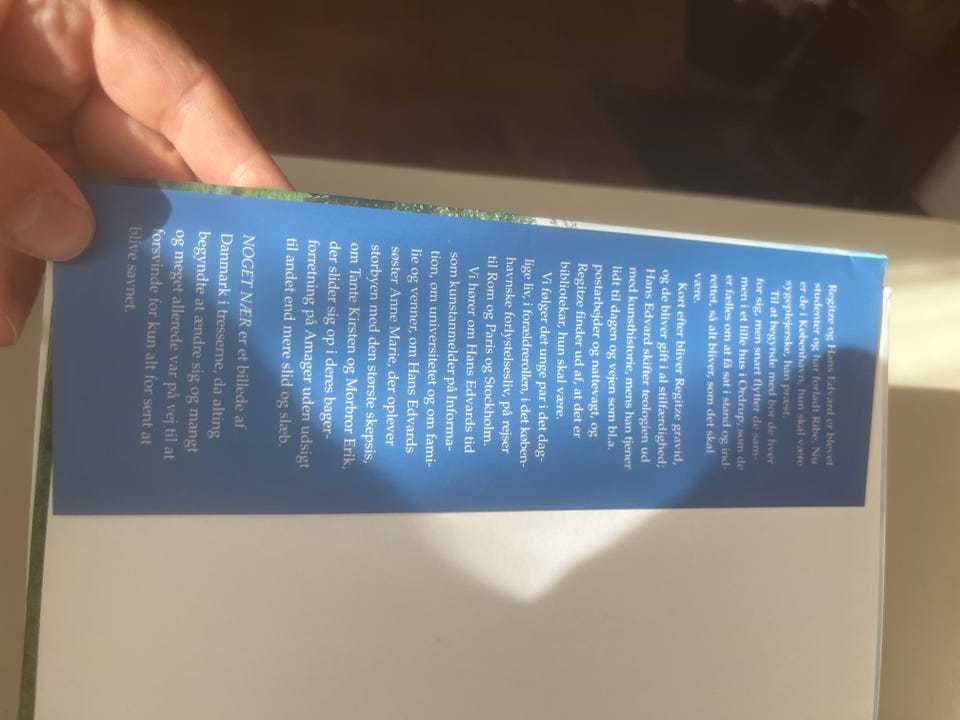 Regitze og Hans Edvard er blevet
studenter og har forladt Ribe. Nu
er de i København, hun skal være
sygeplejerske, han præst.
Til at begynde med bor de hver
for sig, men snart flytter de sam-
men i et lille hus i Ordrup, som de
er fælles om at få sat i stand og ind-
rettet, så alt bliver, som det skal
være.
Kort efter bliver Regitze gravid,
og de bliver gift i al stilfærdighed;
Hans Edvard skifter teologien ud
med kunsthistorie, mens han tjener
lidt til dagen og vejen som bl.a.
postarbejder og nattevagt, og
Regitze finder ud af, at det er
bibliotekar, hun skal være.
Vi følger det unge par i det dag-
lige liv, i forældrerollen, i det køben-
havnske forlystelsesliv, på rejser
til Rom og Paris og Stockholm.
Vi hører om Hans Edvards tid
som kunstanmelder på Informa-
tion, om universitetet og om fami-
lie og venner, om Hans Edvards
søster Anne Marie, der oplever
storbyen med den største skepsis,
om Tante Kirsten og Morbror Erik,
der slider sig op i deres bager-
forretning på Amager uden udsigt
til andet end mere slid og slæb.
NOGET NÆR er et billede af
Danmark i tresserne, da alting
begyndte at ændre sig og mangt
og meget allerede var på vej til at
forsvinde for kun alt for sent at
blive savnet.